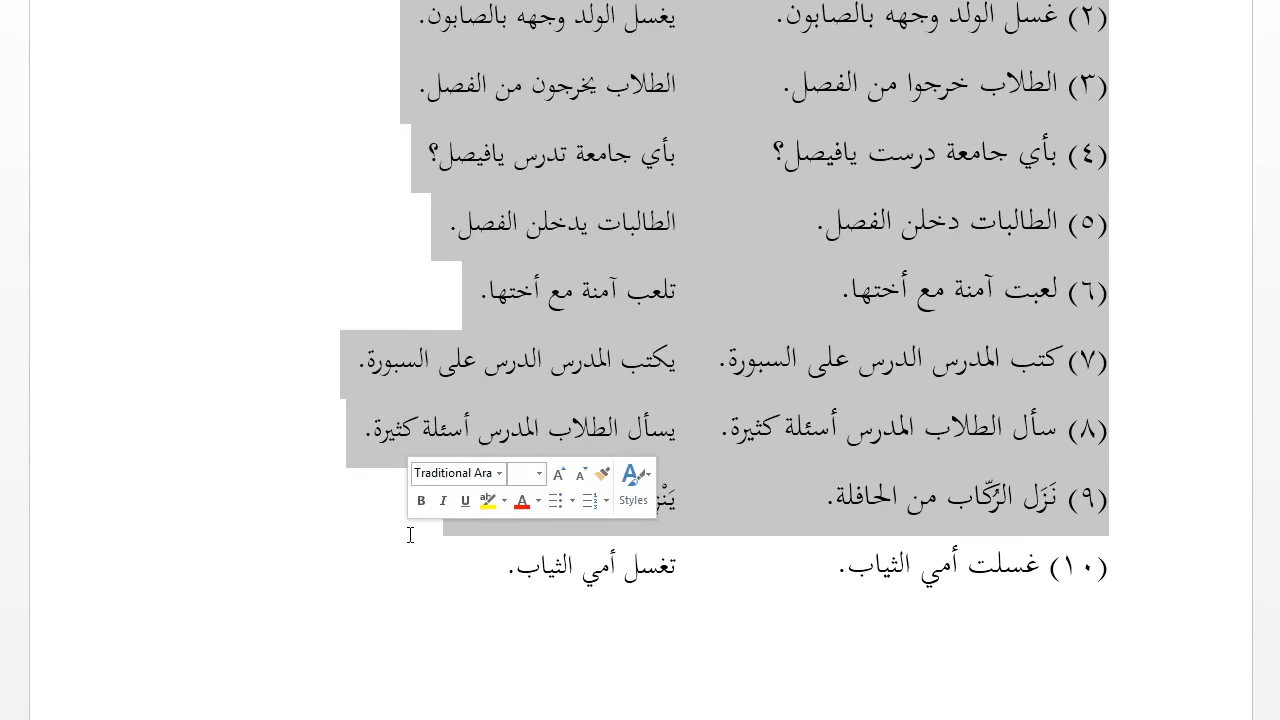 (٢) غسل الولد وجهه بالصابون. يغسل الولد وجهه بالصابون.
(٣) الطلاب خرجوا من الفصل. الطلاب يخرجون من الفصل.
(٤) بأي جامعة درست يافيصل؟ بأي جامعة تدرس يافيصل؟
(٥) الطالبات دخلن الفصل. الطالبات يدخلن الفصل.
(٦) لعبت آمنة مع أختها. تلعب آمنة مع أختها.
(٧) كتب المدرس الدرس على السبورة. يكتب المدرس الدرس على السبورة.
(٨) سأل الطلاب المدرس أسئلة كثيرة. يسأل الطلاب المدرس أسئلة كثيرة.
Traditional Ara
B I U ab A Styles
(٩) نَزَل الرُّكّاب من الحافلة.
(١٠) غسلت أمي الثياب. تغسل أمي الثياب.